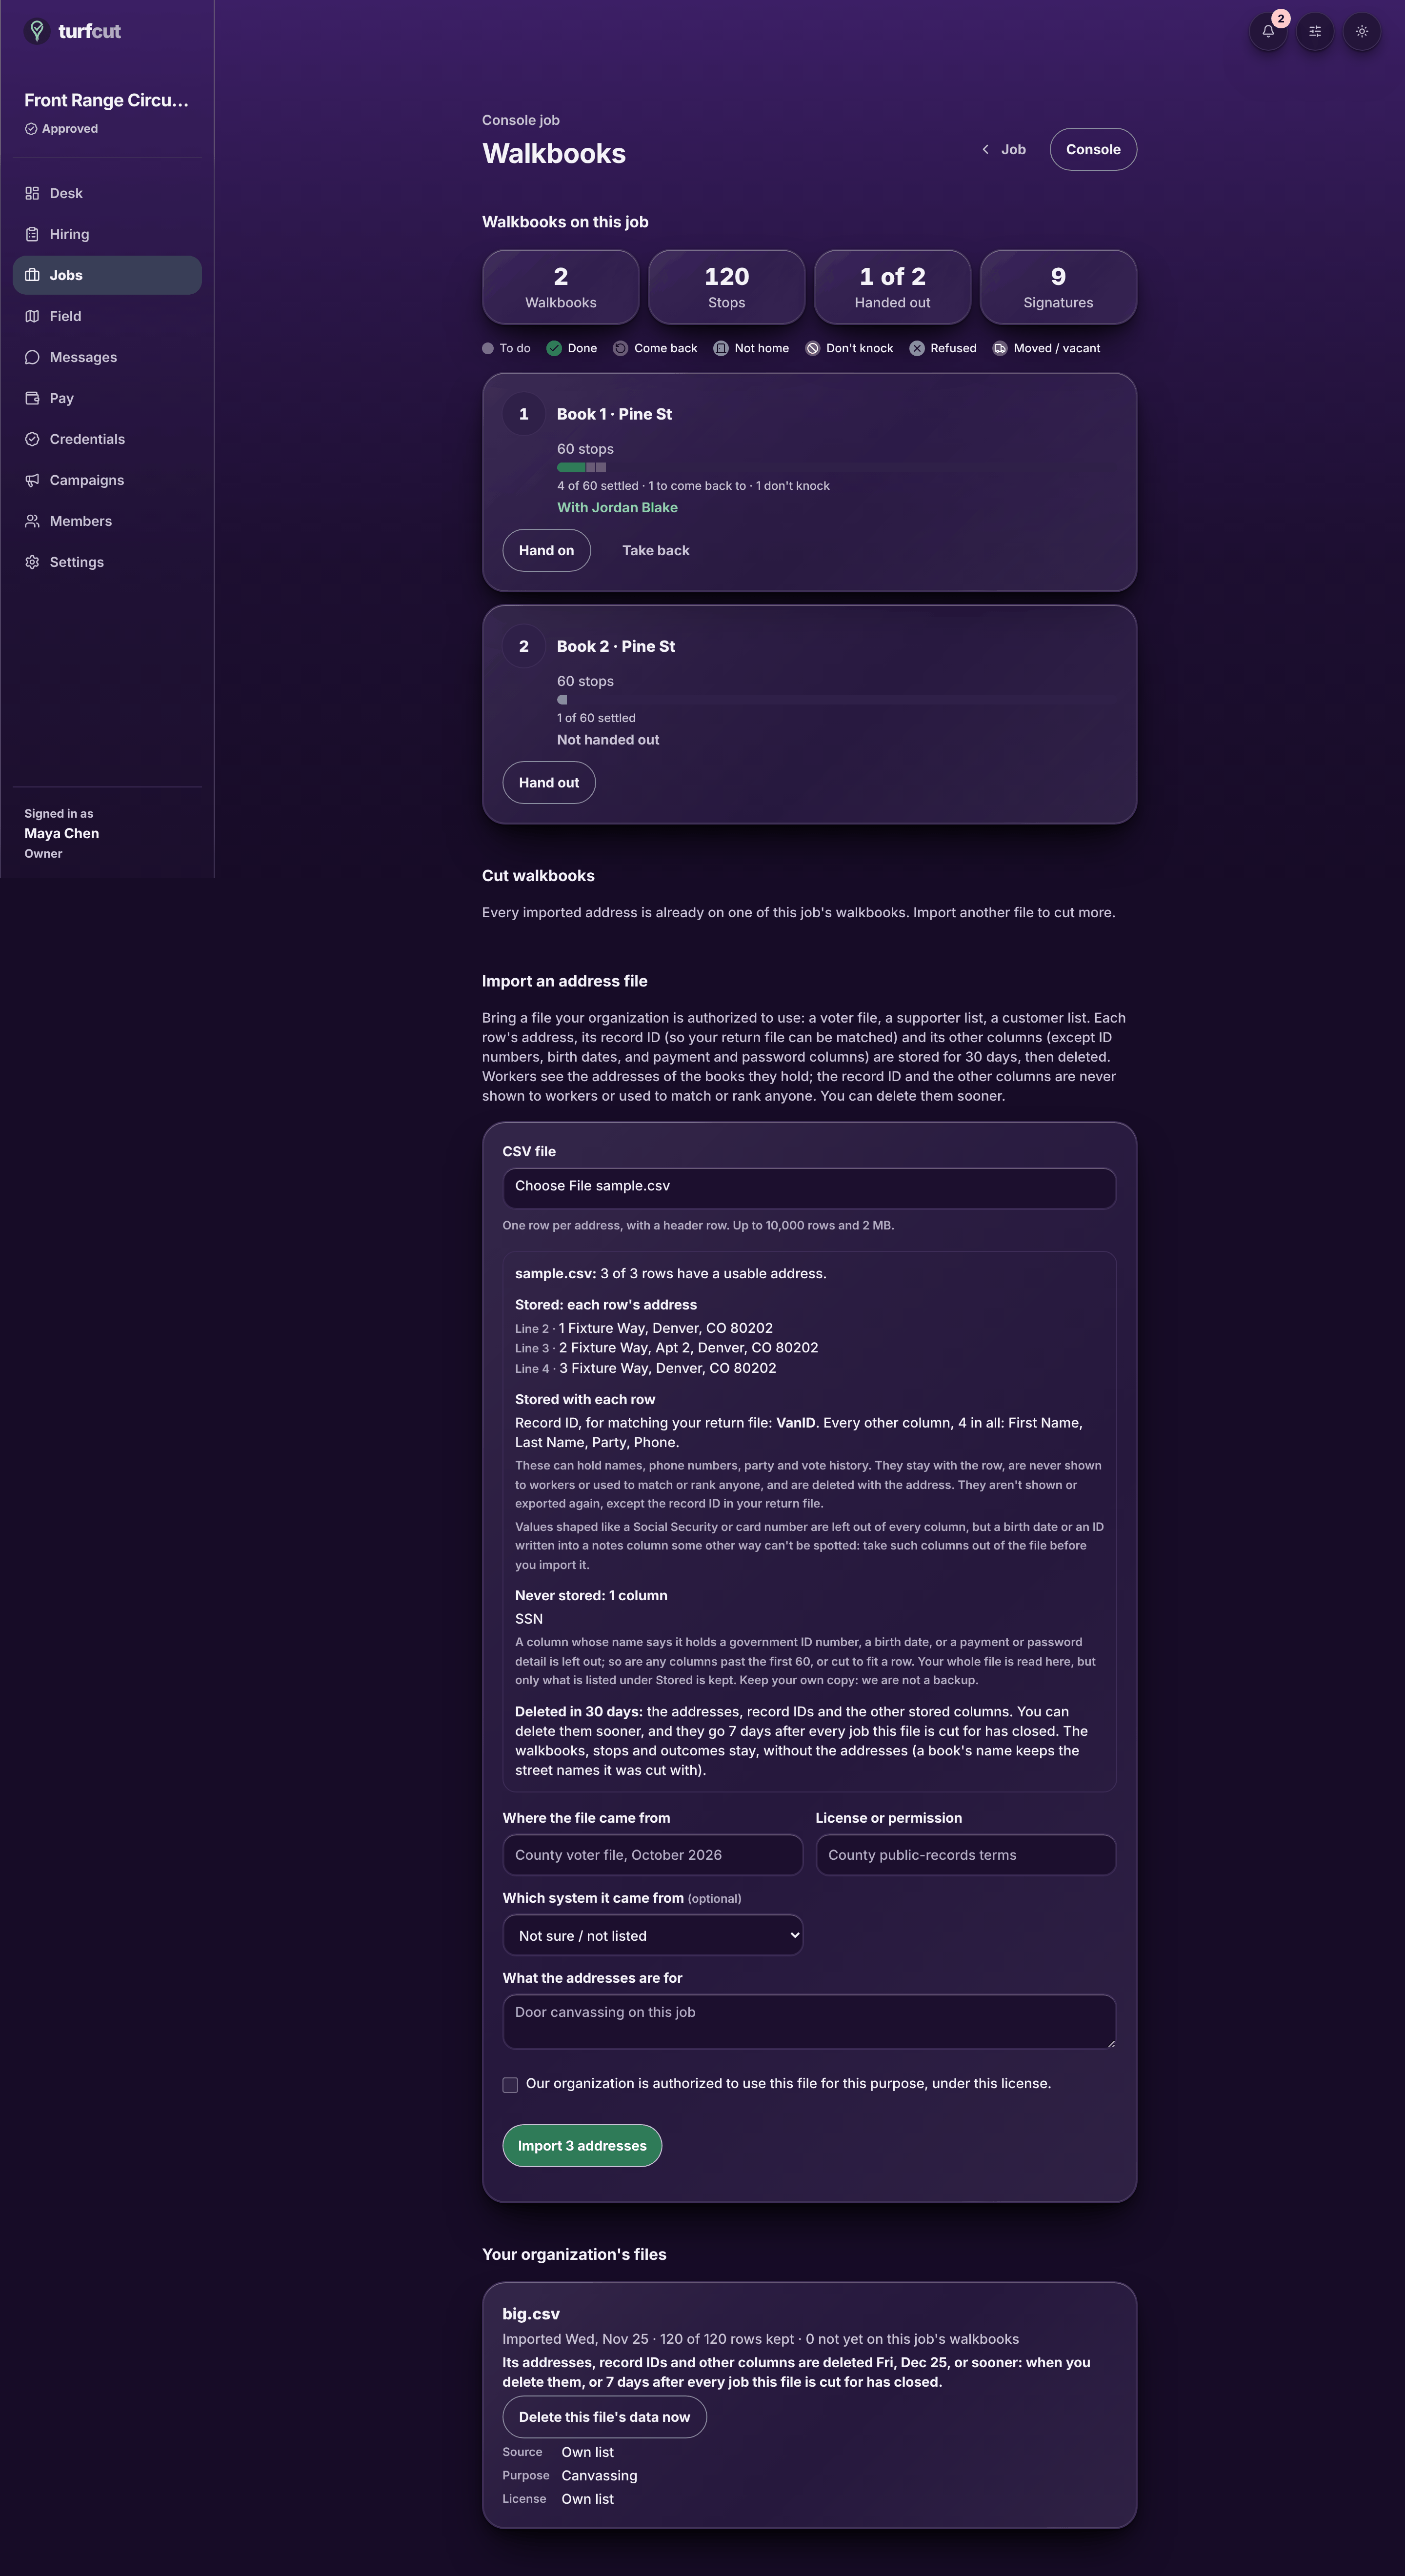 turfcut
2
Front Range Circu...
Approved
Desk
Hiring
Jobs
Field
Messages
Pay
Credentials
Campaigns
Members
Settings
Signed in as
Maya Chen
Owner
Console job
Walkbooks
Job
Console
Walkbooks on this job
2
Walkbooks
120
Stops
1 of 2
Handed out
9
Signatures
To do
Done
Come back
Not home
Don't knock
Refused
Moved / vacant
1
Book 1 · Pine St
60 stops
4 of 60 settled · 1 to come back to · 1 don't knock
With Jordan Blake
Hand on
Take back
2
Book 2 · Pine St
60 stops
1 of 60 settled
Not handed out
Hand out
Cut walkbooks
Every imported address is already on one of this job's walkbooks. Import another file to cut more.
Import an address file
Bring a file your organization is authorized to use: a voter file, a supporter list, a customer list. Each
row's address, its record ID (so your return file can be matched) and its other columns (except ID
numbers, birth dates, and payment and password columns) are stored for 30 days, then deleted.
Workers see the addresses of the books they hold; the record ID and the other columns are never
shown to workers or used to match or rank anyone. You can delete them sooner.
CSV file
Choose File sample.csv
One row per address, with a header row. Up to 10,000 rows and 2 MB.
sample.csv: 3 of 3 rows have a usable address.
Stored: each row's address
Line 2 · 1 Fixture Way, Denver, CO 80202
Line 3 · 2 Fixture Way, Apt 2, Denver, CO 80202
Line 4 · 3 Fixture Way, Denver, CO 80202
Stored with each row
Record ID, for matching your return file: VanID. Every other column, 4 in all: First Name,
Last Name, Party, Phone.
These can hold names, phone numbers, party and vote history. They stay with the row, are never shown
to workers or used to match or rank anyone, and are deleted with the address. They aren't shown or
exported again, except the record ID in your return file.
Values shaped like a Social Security or card number are left out of every column, but a birth date or an ID
written into a notes column some other way can't be spotted: take such columns out of the file before
you import it.
Never stored: 1 column
SSN
A column whose name says it holds a government ID number, a birth date, or a payment or password
detail is left out; so are any columns past the first 60, or cut to fit a row. Your whole file is read here, but
only what is listed under Stored is kept. Keep your own copy: we are not a backup.
Deleted in 30 days: the addresses, record IDs and the other stored columns. You can
delete them sooner, and they go 7 days after every job this file is cut for has closed. The
walkbooks, stops and outcomes stay, without the addresses (a book's name keeps the
street names it was cut with).
Where the file came from
License or permission
County voter file, October 2026
County public-records terms
Which system it came from (optional)
Not sure / not listed
What the addresses are for
Door canvassing on this job
Our organization is authorized to use this file for this purpose, under this license.
Import 3 addresses
Your organization's files
big.csv
Imported Wed, Nov 25 · 120 of 120 rows kept · 0 not yet on this job's walkbooks
Its addresses, record IDs and other columns are deleted Fri, Dec 25, or sooner: when you
delete them, or 7 days after every job this file is cut for has closed.
Delete this file's data now
Source Own list
Purpose Canvassing
License Own list